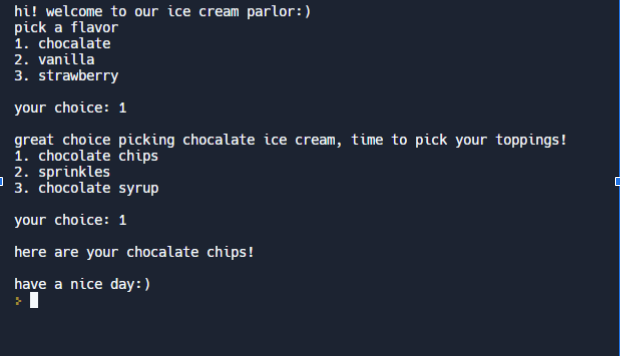 hi! welcome to our ice cream parlor:)
pick a flavor
1. chocalate
2. vanilla
3. strawberry
your choice: 1
great choice picking chocalate ice cream, time to pick your toppings!
1. chocolate chips
2. sprinkles
3. chocolate syrup
your choice: 1
here are your chocalate chips!
have a nice day:)
>